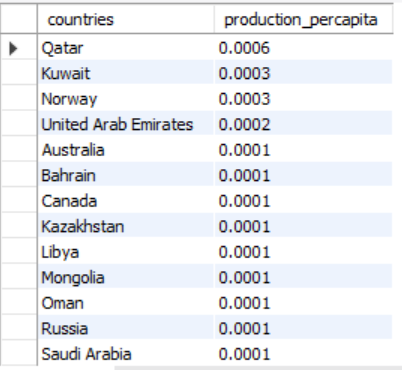 countries production_percapita
Qatar 0.0006
Kuwait 0.0003
Norway 0.0003
United Arab Emirates 0.0002
Australia 0.0001
Bahrain 0.0001
Canada 0.0001
Kazakhstan 0.0001
Libya 0.0001
Mongolia 0.0001
Oman 0.0001
Russia 0.0001
Saudi Arabia 0.0001